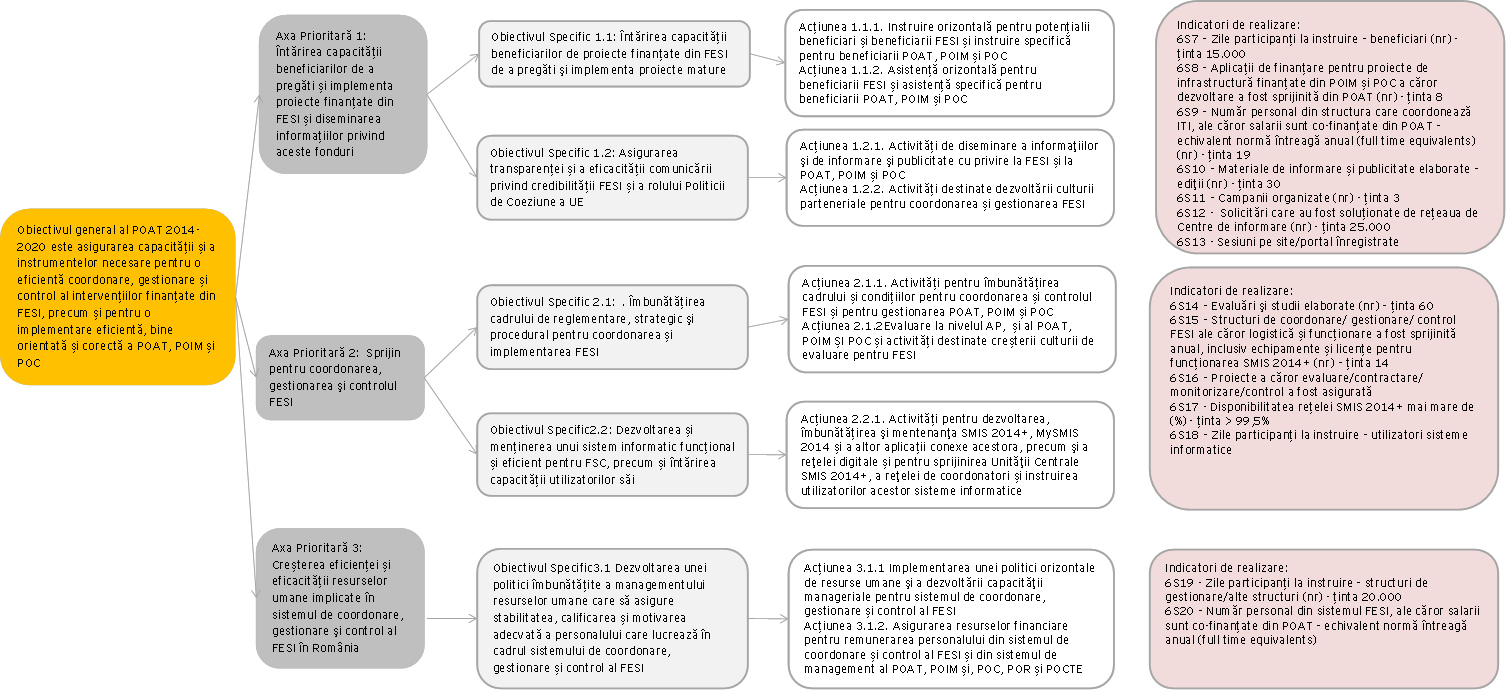 Obiectivul general al POAT 2014-
2020 este asigurarea capacității și a
instrumentelor necesare pentru o
eficientă coordonare, gestionare și
control al intervențiilor finanțate din
FESI, precum și pentru o
implementare eficientă, bine
orientată și corectă a POAT, POIM și
POC
Axa Prioritară 1:
Întărirea capacității
beneficiarilor de a
pregăti și implementa
proiecte finanțate din
FESI și diseminarea
informațiilor privind
aceste fonduri
Obiectivul Specific 1.1: Întărirea capacității
beneficiarilor de proiecte finanțate din FESI
de a pregăti şi implementa proiecte mature
Acțiunea 1.1.1. Instruire orizontală pentru potențialii
beneficiari și beneficiarii FESI și instruire specifică
pentru beneficiarii POAT, POIM și POC
Acțiunea 1.1.2. Asistență orizontală pentru
beneficiarii FESI și asistență specifică pentru
beneficiarii POAT, POIM și POC
Obiectivul Specific 1.2: Asigurarea
transparenței și a eficacității comunicării
privind credibilității FESI și a rolului Politicii
de Coeziune a UE
Acțiunea 1.2.1. Activități de diseminare a informaţiilor
şi de informare şi publicitate cu privire la FESI și la
POAT, POIM și POC
Acțiunea 1.2.2. Activități destinate dezvoltării culturii
parteneriale pentru coordonarea și gestionarea FESI
Indicatori de realizare:
6S7 - Zile participanți la instruire – beneficiari (nr) -
ținta 15.000
6S8 - Aplicații de finanțare pentru proiecte de
infrastructură finanțate din POIM și POC a căror
dezvoltare a fost sprijinită din POAT (nr) - ținta 8
6S9 - Număr personal din structura care coordonează
ITI, ale căror salarii sunt co-finanțate din POAT –
echivalent normă întreagă anual (full time equivalents)
(nr) - ținta 19
6S10 - Materiale de informare și publicitate elaborate –
ediții (nr) - ținta 30
6S11 - Campanii organizate (nr) - ținta 3
6S12 - Solicitări care au fost soluționate de rețeaua de
Centre de informare (nr) - ținta 25.000
6S13 - Sesiuni pe site/portal înregistrate
Axa Prioritară 2: Sprijin
pentru coordonarea,
gestionarea şi controlul
FESI
Obiectivul Specific 2.1: . Îmbunătățirea
cadrului de reglementare, strategic și
procedural pentru coordonarea și
implementarea FESI
Acțiunea 2.1.1. Activități pentru îmbunătățirea
cadrului și condițiilor pentru coordonarea și controlul
FESI și pentru gestionarea POAT, POIM și POC
Acțiunea 2.1.2Evaluare la nivelul AP, și al POAT,
POIM ȘI POC și activități destinate creșterii culturii de
evaluare pentru FESI
Obiectivul Specific2.2: Dezvoltarea și
menținerea unui sistem informatic funcțional
și eficient pentru FSC, precum și întărirea
capacității utilizatorilor săi
Acțiunea 2.2.1. Activități pentru dezvoltarea,
îmbunătățirea şi mentenanţa SMIS 2014+, MySMIS
2014 și a altor aplicații conexe acestora, precum şi a
reţelei digitale și pentru sprijinirea Unităţii Centrale
SMIS 2014+, a reţelei de coordonatori și instruirea
utilizatorilor acestor sisteme informatice
Indicatori de realizare:
6S14 - Evaluări și studii elaborate (nr) - ținta 60
6S15 - Structuri de coordonare/ gestionare/ control
FESI ale căror logistică și funcționare a fost sprijinită
anual, inclusiv echipamente și licențe pentru
funcționarea SMIS 2014+ (nr) - ținta 14
6S16 - Proiecte a căror evaluare/contractare/
monitorizare/control a fost asigurată
6S17 - Disponibilitatea rețelei SMIS 2014+ mai mare de
(%) - ținta > 99,5%
6S18 - Zile participanți la instruire – utilizatori sisteme
informatice
Axa Prioritară 3:
Creșterea eficienței și
eficacității resurselor
umane implicate în
sistemul de coordonare,
gestionare şi control al
FESI în România
Obiectivul Specific3.1 Dezvoltarea unei
politici îmbunătățite a managementului
resurselor umane care să asigure
stabilitatea, calificarea și motivarea
adecvată a personalului care lucrează în
cadrul sistemului de coordonare,
gestionare și control al FESI
Acțiunea 3.1.1 Implementarea unei politici orizontale
de resurse umane şi a dezvoltării capacităţii
manageriale pentru sistemul de coordonare,
gestionare și control al FESI
Acțiunea 3.1.2. Asigurarea resurselor financiare
pentru remunerarea personalului din sistemul de
coordonare și control al FESI și din sistemul de
management al POAT, POIM și, POC, POR și POCTE
Indicatori de realizare:
6S19 - Zile participanți la instruire – structuri de
gestionare/alte structuri (nr) - ținta 20.000
6S20 - Număr personal din sistemul FESI, ale căror salarii
sunt co-finanțate din POAT – echivalent normă întreagă
anual (full time equivalents)